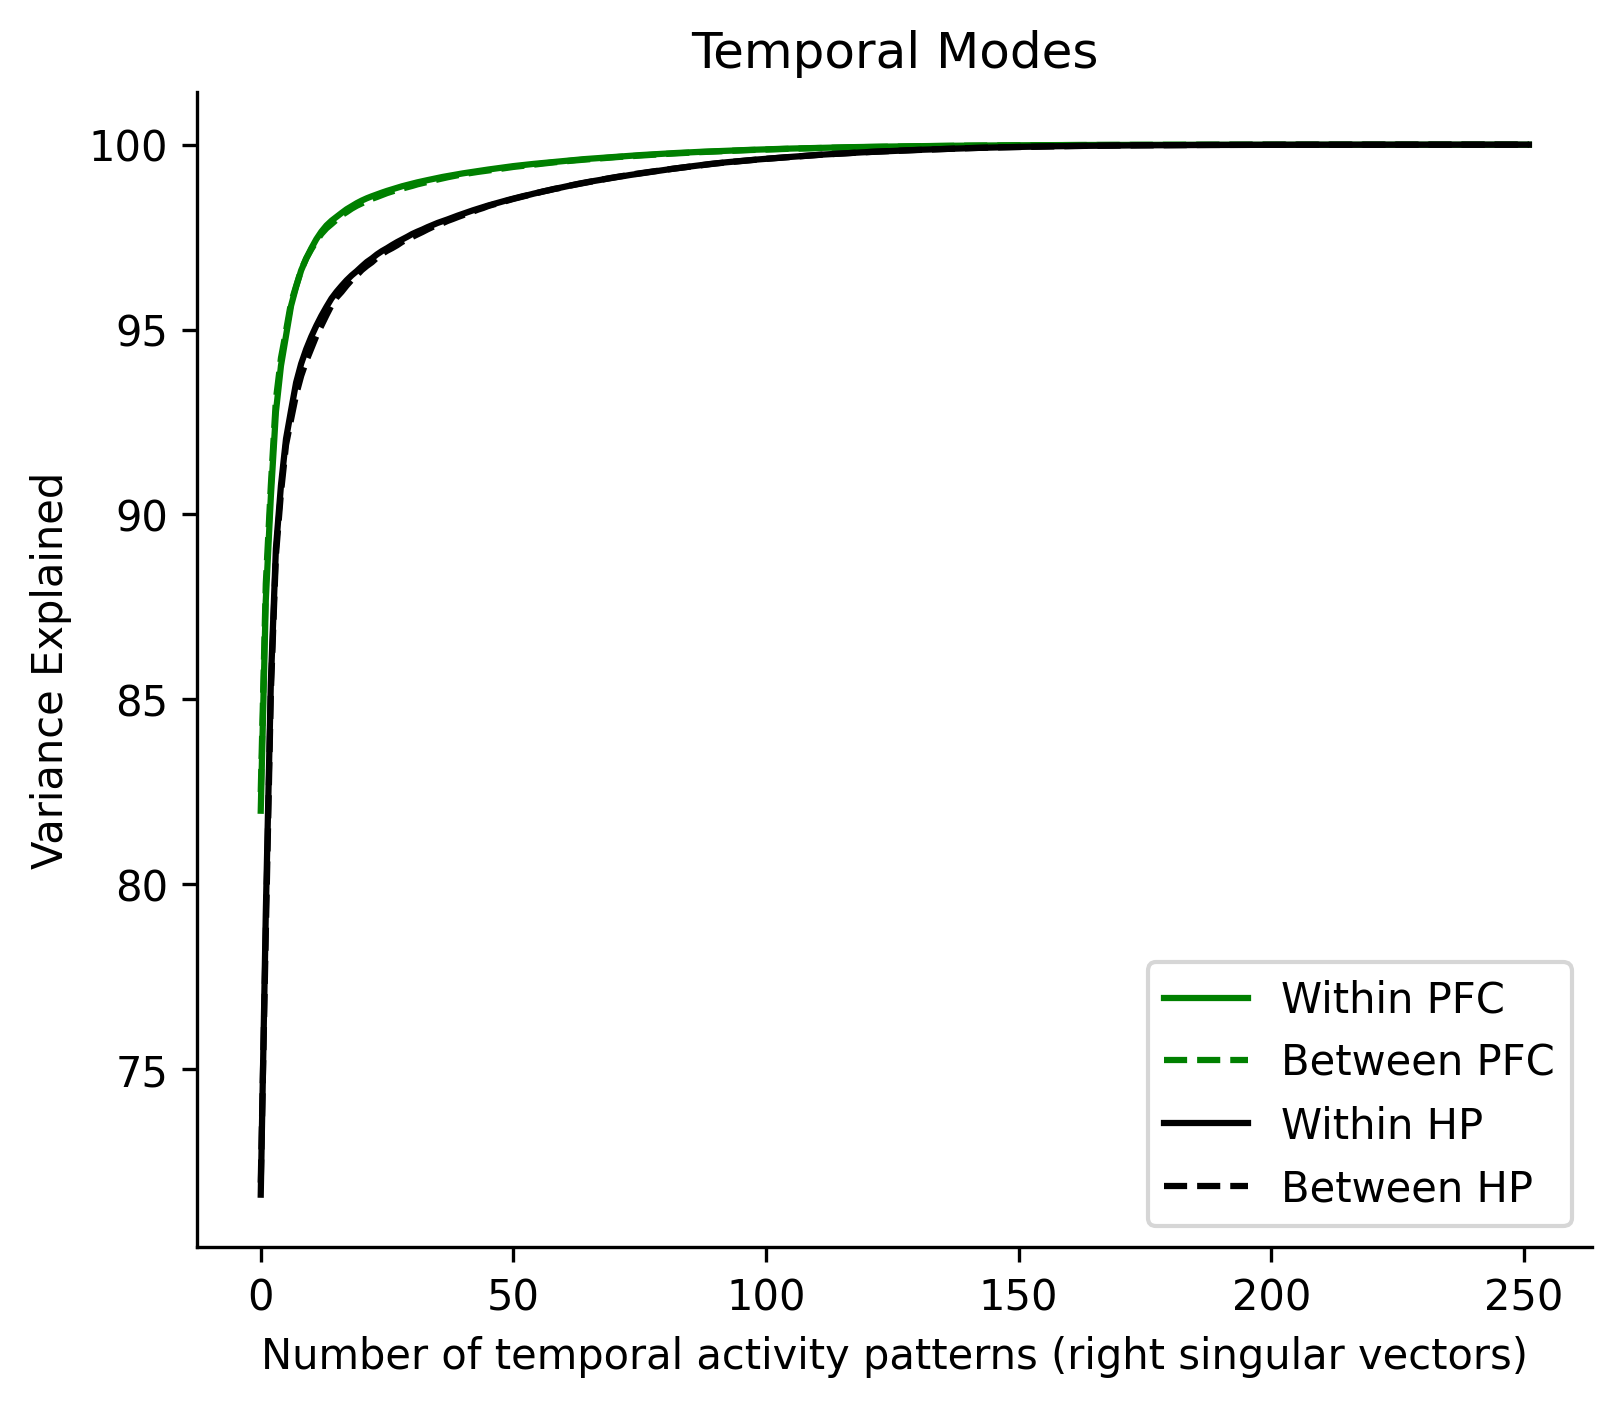 Temporal Modes
100
95
90
85
80
75
Variance Explained
Within PFC
Between PFC
Within HP
Between HP
0 50 100 150 200 250
Number of temporal activity patterns (right singular vectors)